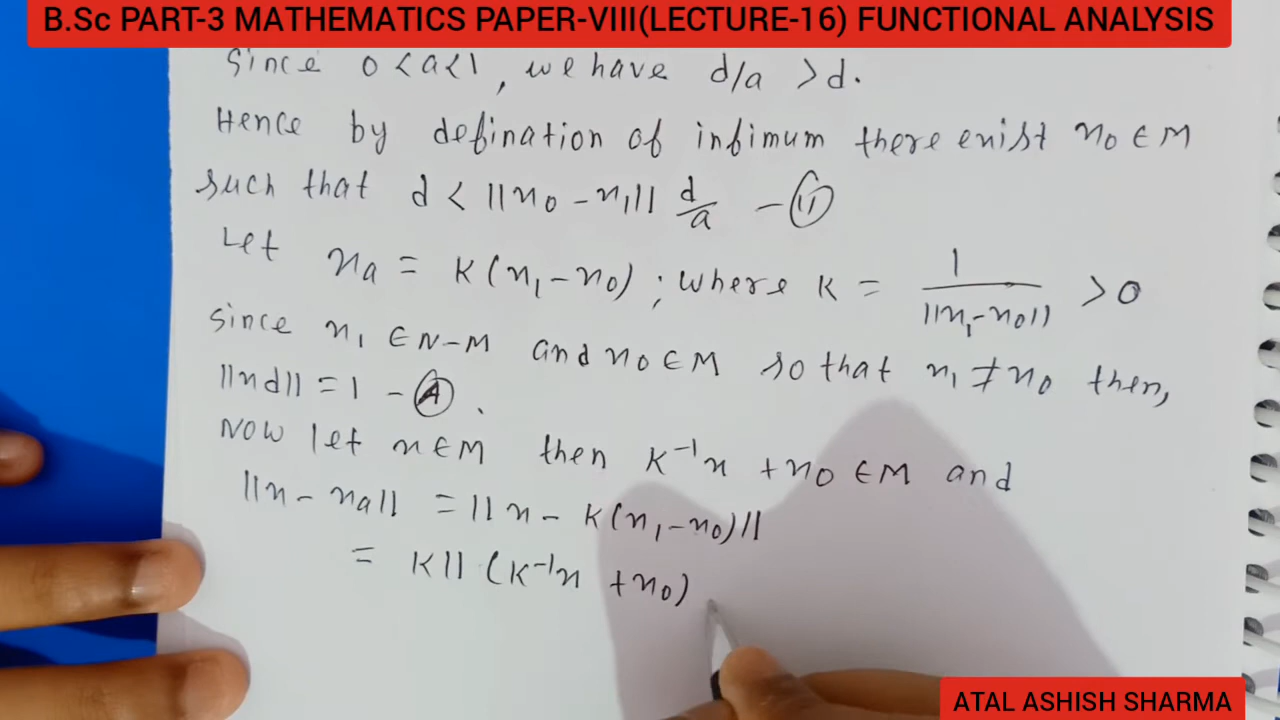 B.Sc PART-3 MATHEMATICS PAPER-VIII(LECTURE-16) FUNCTIONAL ANALYSIS
Since 0<a<1, we have d/a >d.
Hence by defination of infimum there exist x₀ ∈ M
such that d < ||x₀ - x₁|| d/a - (ii)
Let xₐ = K(x₁-x₀) ; where K = 1/||x₁-x₀|| >0
since x₁ ∈ N-M and x₀ ∈ M so that x₁ ≠ x₀ then,
||xd|| = 1 - (A).
Now let x ∈ M then K⁻¹x + x₀ ∈ M and
||x - xₐ|| = ||x - K(x₁-x₀)||
= K|| (K⁻¹x + x₀)
ATAL ASHISH SHARMA